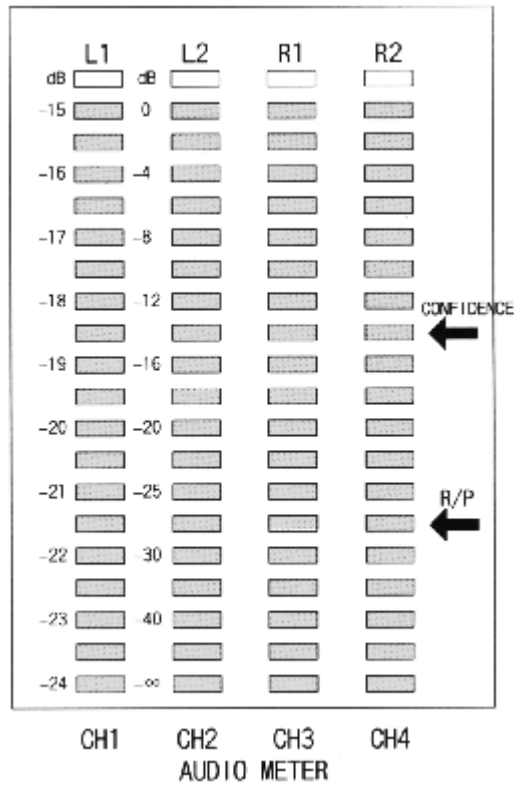 L1 L2 R1 R2
dB dB
-15 0
-16 -4
-17 -8
-18 -12
CONFIDENCE
-19 -16
-20 -20
-21 -25
R/P
-22 -30
-23 -40
-24 -∞
CH1 CH2 CH3 CH4
AUDIO METER